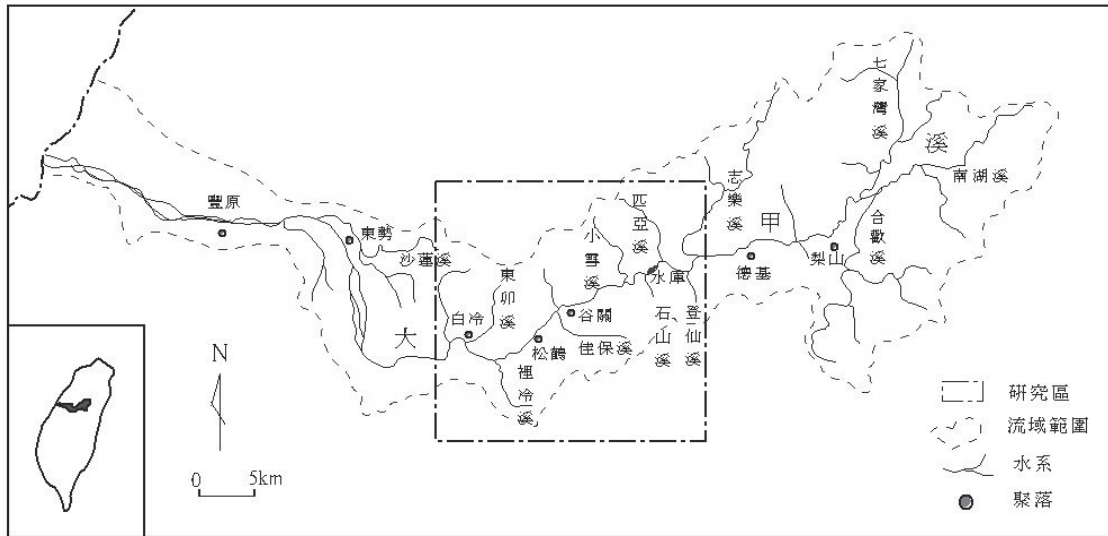 七家灣溪
溪
南湖溪
志樂溪
匹亞溪
甲
合歡溪
豐原
小雪溪
東勢
沙蓮溪
東卯溪
水庫
德基
梨山
谷關
石山溪
登仙溪
大
白冷
松鶴
佳保溪
裡冷溪
N
0 5km
研究區
流域範圍
水系
聚落